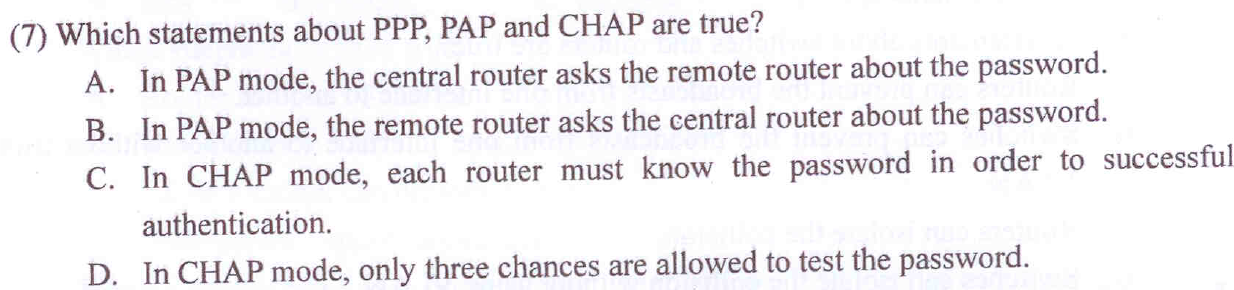 (7) Which statements about PPP, PAP and CHAP are true?
A. In PAP mode, the central router asks the remote router about the password.
B. In PAP mode, the remote router asks the central router about the password.
C. In CHAP mode, each router must know the password in order to successful
authentication.
D. In CHAP mode, only three chances are allowed to test the password.